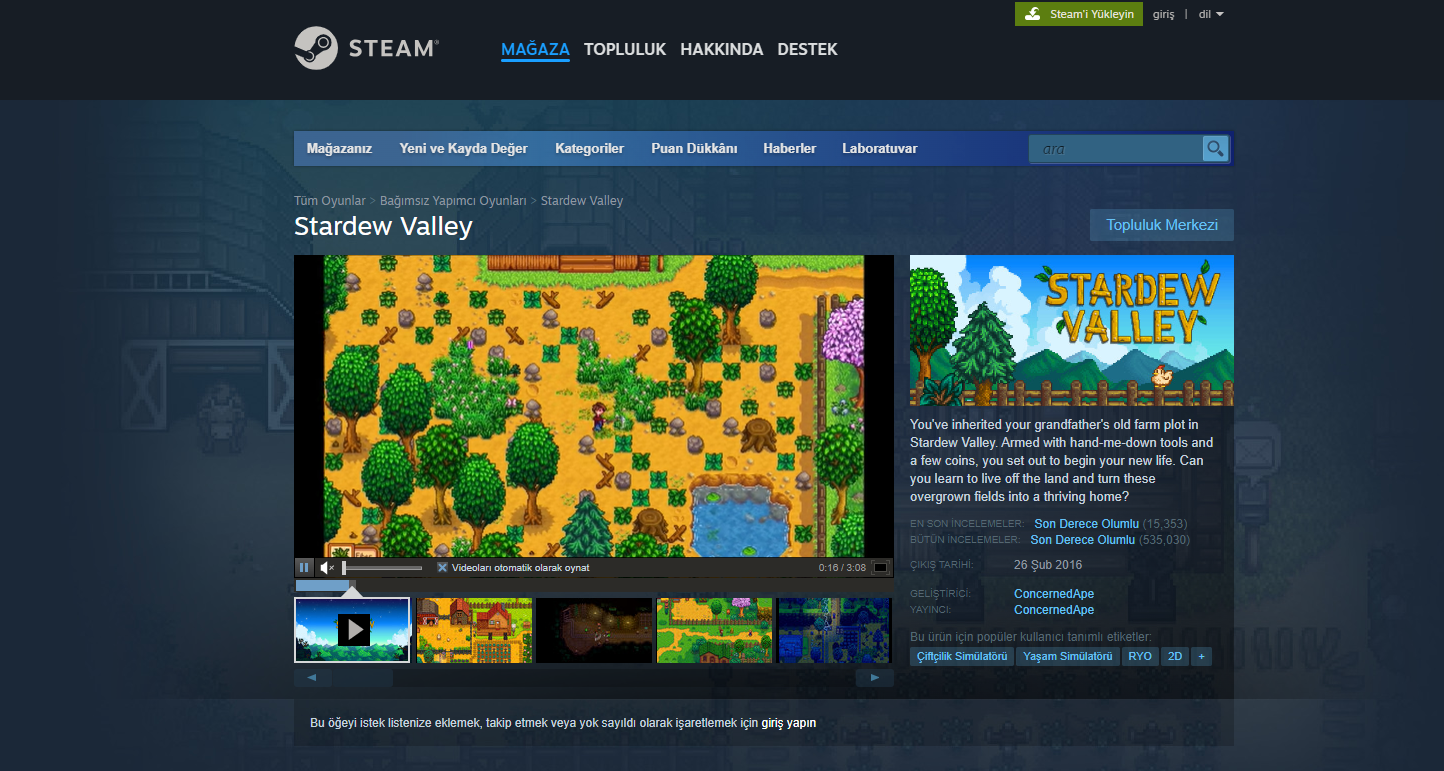 Steam'i Yükleyin giriş | dil
STEAM®
MAĞAZA TOPLULUK HAKKINDA DESTEK
Mağazanız Yeni ve Kayda Değer Kategoriler Puan Dükkânı Haberler Laboratuvar ara
Tüm Oyunlar > Bağımsız Yapımcı Oyunları > Stardew Valley
Stardew Valley
Topluluk Merkezi
STARDEW
VALLEY
You've inherited your grandfather's old farm plot in
Stardew Valley. Armed with hand-me-down tools and
a few coins, you set out to begin your new life. Can
you learn to live off the land and turn these
overgrown fields into a thriving home?
EN SON İNCELEMELER: Son Derece Olumlu (15,353)
BÜTÜN İNCELEMELER: Son Derece Olumlu (535,030)
ÇIKIŞ TARİHİ: 26 Şub 2016
GELİŞTİRİCİ: ConcernedApe
YAYINCI: ConcernedApe
Bu ürün için popüler kullanıcı tanımlı etiketler:
Çiftçilik Simülatörü Yaşam Simülatörü RYO 2D +
Videoları otomatik olarak oynat 0:16 / 3:08
Bu öğeyi istek listenize eklemek, takip etmek veya yok sayıldı olarak işaretlemek için giriş yapın